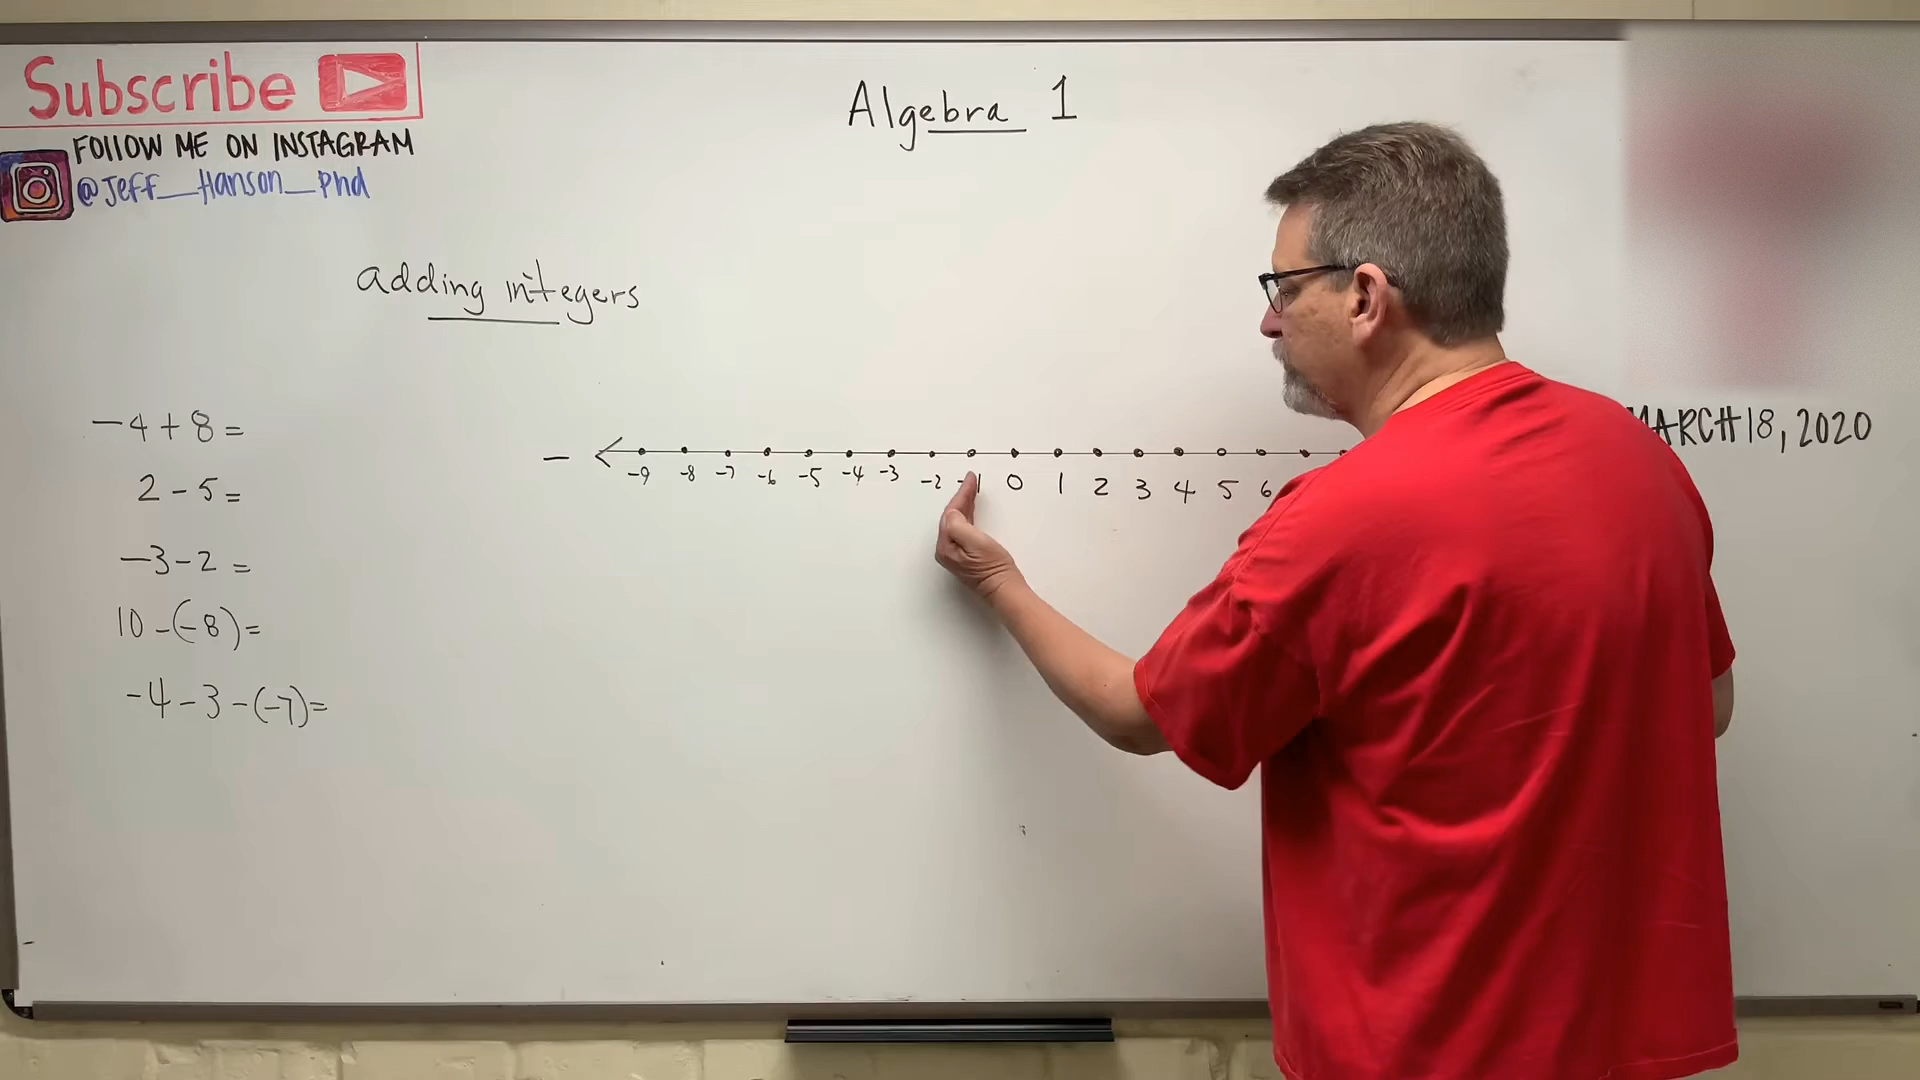 Subscribe
FOLLOW ME ON INSTAGRAM
@Jeff_Hanson_Phd
Algebra 1
adding integers
MARCH 18, 2020
-4+8=
2-5=
-3-2=
10-(-8)=
-4-3-(-7)=
-
-9 -8 -7 -6 -5 -4 -3 -2 -1 0 1 2 3 4 5 6